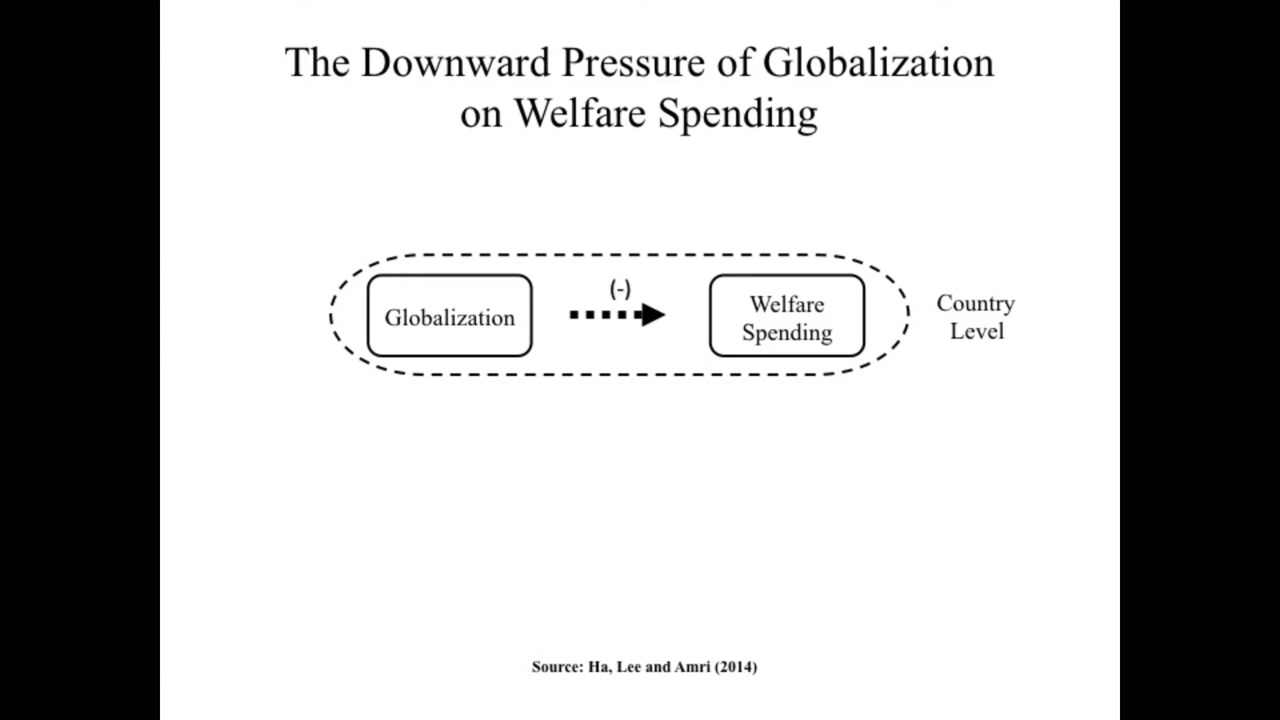 The Downward Pressure of Globalization
on Welfare Spending
(-)
Globalization
Welfare
Spending
Country
Level
Source: Ha, Lee and Amri (2014)